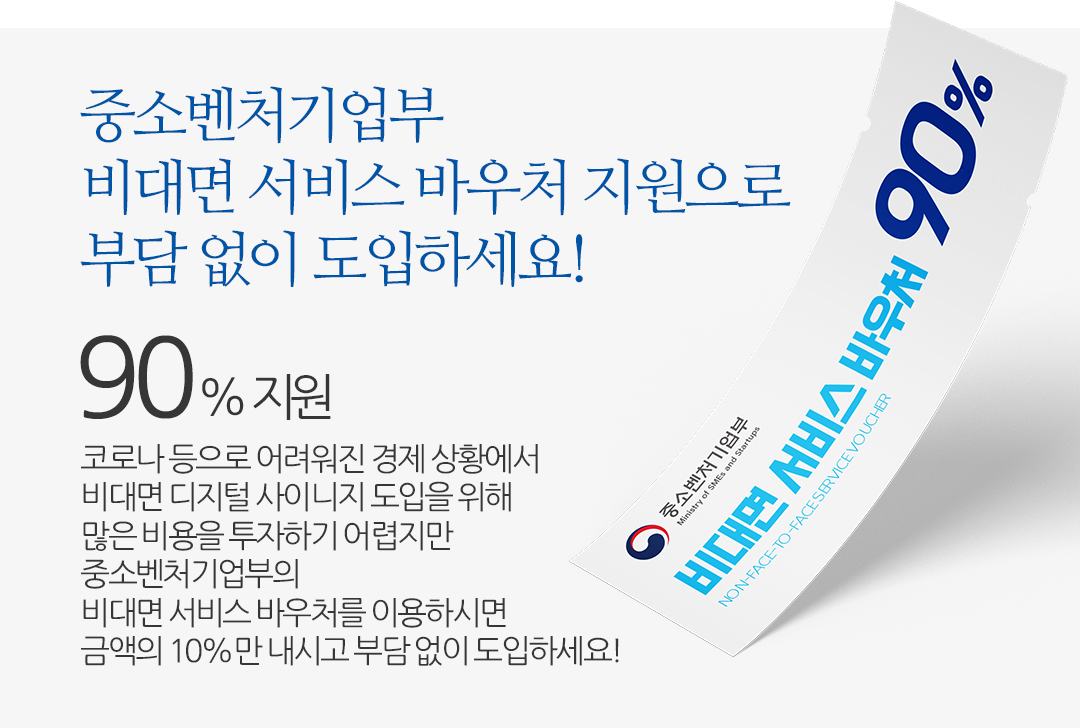 중소벤처기업부
비대면 서비스 바우처 지원으로
부담 없이 도입하세요!
90% 지원
코로나 등으로 어려워진 경제 상황에서
비대면 디지털 사이니지 도입을 위해
많은 비용을 투자하기 어렵지만
중소벤처기업부의
비대면 서비스 바우처를 이용하시면
금액의 10%만 내시고 부담 없이 도입하세요!
중소벤처기업부
Ministry of SMEs and Startups
비대면 서비스 바우처 90%
NON-FACE-TO-FACE SERVICE VOUCHER